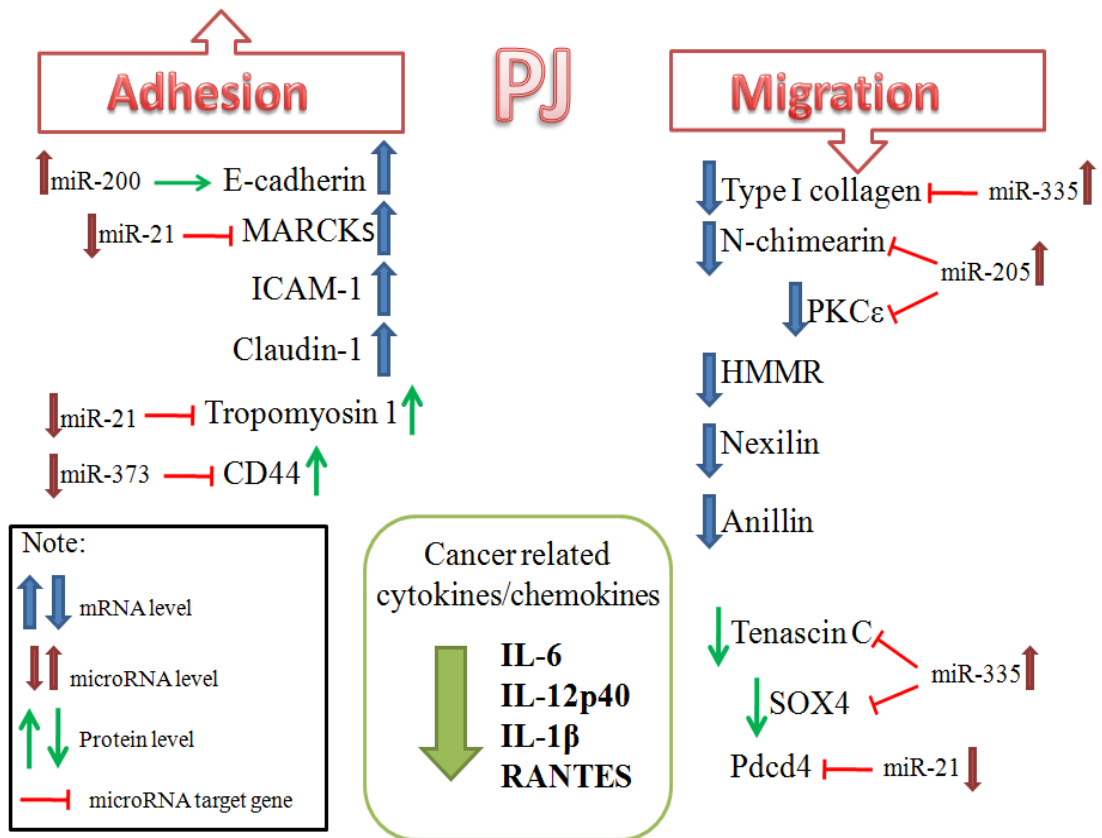 Adhesion
PJ
Migration
miR-200
E-cadherin
miR-21
MARCKs
ICAM-1
Claudin-1
miR-21
Tropomyosin 1
miR-373
CD44
Type I collagen
miR-335
N-chimearin
miR-205
PKCε
HMMR
Nexilin
Anillin
Tenascin C
miR-335
SOX4
Pdcd4
miR-21
Note:
mRNA level
microRNA level
Protein level
microRNA target gene
Cancer related
cytokines/chemokines
IL-6
IL-12p40
IL-1β
RANTES